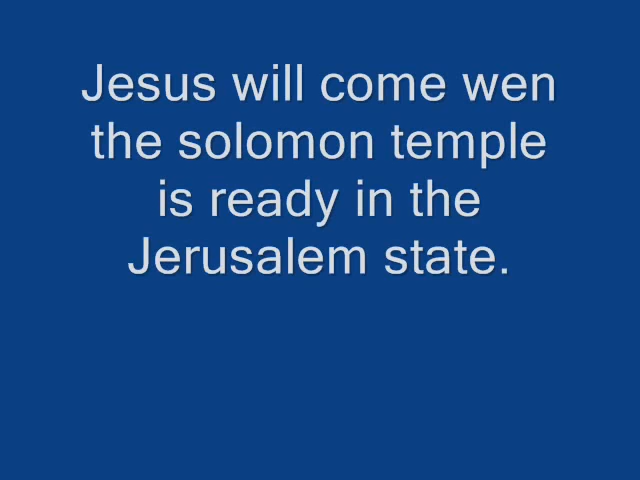 Jesus will come wen
the solomon temple
is ready in the
Jerusalem state.